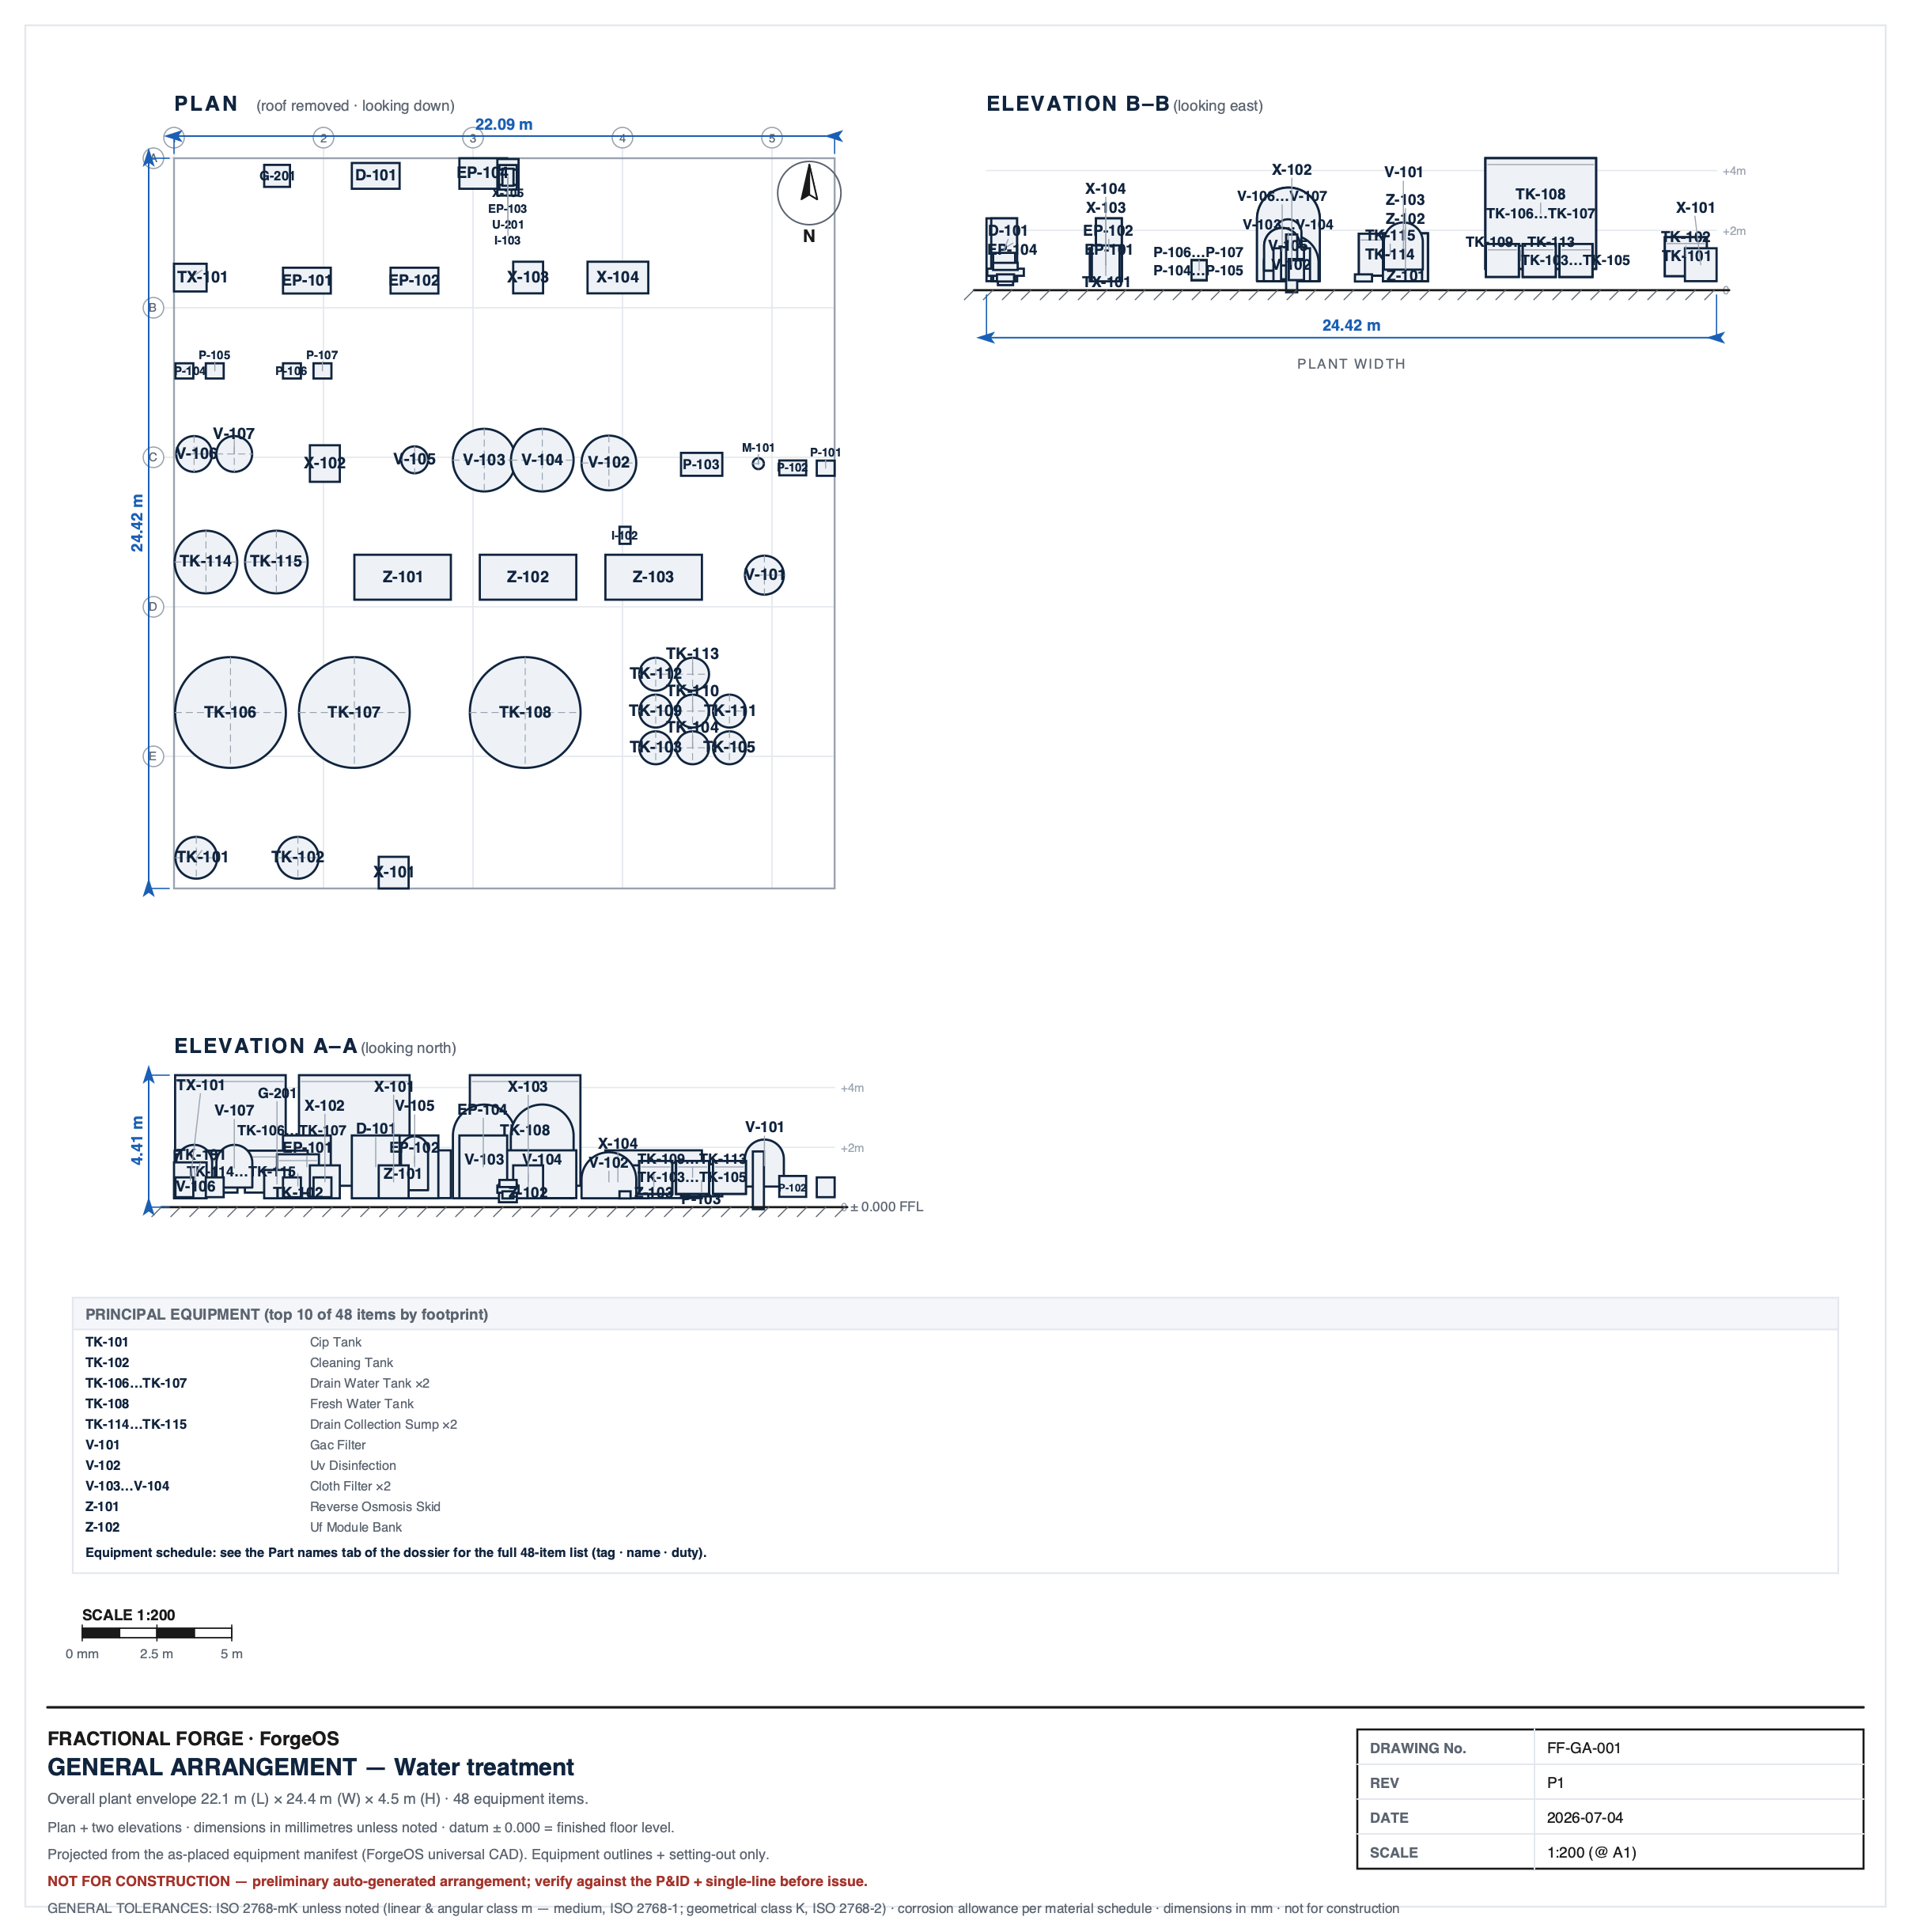 PLAN (roof removed · looking down)
22.09 m
2
3
4
5
A
G-201
D-101
EP-104
EP-103
U-201
I-103
N
TX-101
EP-101
EP-102
X-103
X-104
B
P-105
P-107
P-104
P-106
V-107
V-106
X-102
V-105
V-103
V-104
V-102
P-103
M-101
P-102
P-101
C
24.42 m
I-102
TK-114
TK-115
Z-101
Z-102
Z-103
V-101
D
TK-113
TK-112
TK-110
TK-106
TK-107
TK-108
TK-109
TK-111
TK-104
TK-103
TK-105
E
TK-101
TK-102
X-101
ELEVATION B–B (looking east)
X-102
V-101
+4m
X-104
X-103
V-106…V-107
Z-103
TK-108
TK-106…TK-107
X-101
D-101
EP-102
V-103…V-104
Z-102
+2m
EP-104
EP-101
P-106…P-107
V-105
TK-115
TK-109…TK-113
TK-102
P-104…P-105
V-102
TK-114
TK-103…TK-105
TK-101
TX-101
Z-101
0
24.42 m
PLANT WIDTH
ELEVATION A–A (looking north)
TX-101
G-201
X-101
X-103
+4m
V-107
X-102
V-105
EP-104
TK-106…TK-107
D-101
TK-108
V-101
4.41 m
TK-101
EP-101
EP-102
X-104
+2m
TK-114…TK-115
Z-101
V-103
V-104
V-102
TK-109…TK-113
V-106
TK-102
Z-102
Z-103
TK-103…TK-105
P-103
P-102
± 0.000 FFL
PRINCIPAL EQUIPMENT (top 10 of 48 items by footprint)
TK-101 Cip Tank
TK-102 Cleaning Tank
TK-106…TK-107 Drain Water Tank ×2
TK-108 Fresh Water Tank
TK-114…TK-115 Drain Collection Sump ×2
V-101 Gac Filter
V-102 Uv Disinfection
V-103…V-104 Cloth Filter ×2
Z-101 Reverse Osmosis Skid
Z-102 Uf Module Bank
Equipment schedule: see the Part names tab of the dossier for the full 48-item list (tag · name · duty).
SCALE 1:200
0 mm 2.5 m 5 m
FRACTIONAL FORGE · ForgeOS
GENERAL ARRANGEMENT — Water treatment
Overall plant envelope 22.1 m (L) × 24.4 m (W) × 4.5 m (H) · 48 equipment items.
Plan + two elevations · dimensions in millimetres unless noted · datum ± 0.000 = finished floor level.
Projected from the as-placed equipment manifest (ForgeOS universal CAD). Equipment outlines + setting-out only.
NOT FOR CONSTRUCTION — preliminary auto-generated arrangement; verify against the P&ID + single-line before issue.
GENERAL TOLERANCES: ISO 2768-mK unless noted (linear & angular class m — medium, ISO 2768-1; geometrical class K, ISO 2768-2) · corrosion allowance per material schedule · dimensions in mm · not for construction
DRAWING No. FF-GA-001
REV P1
DATE 2026-07-04
SCALE 1:200 (@ A1)